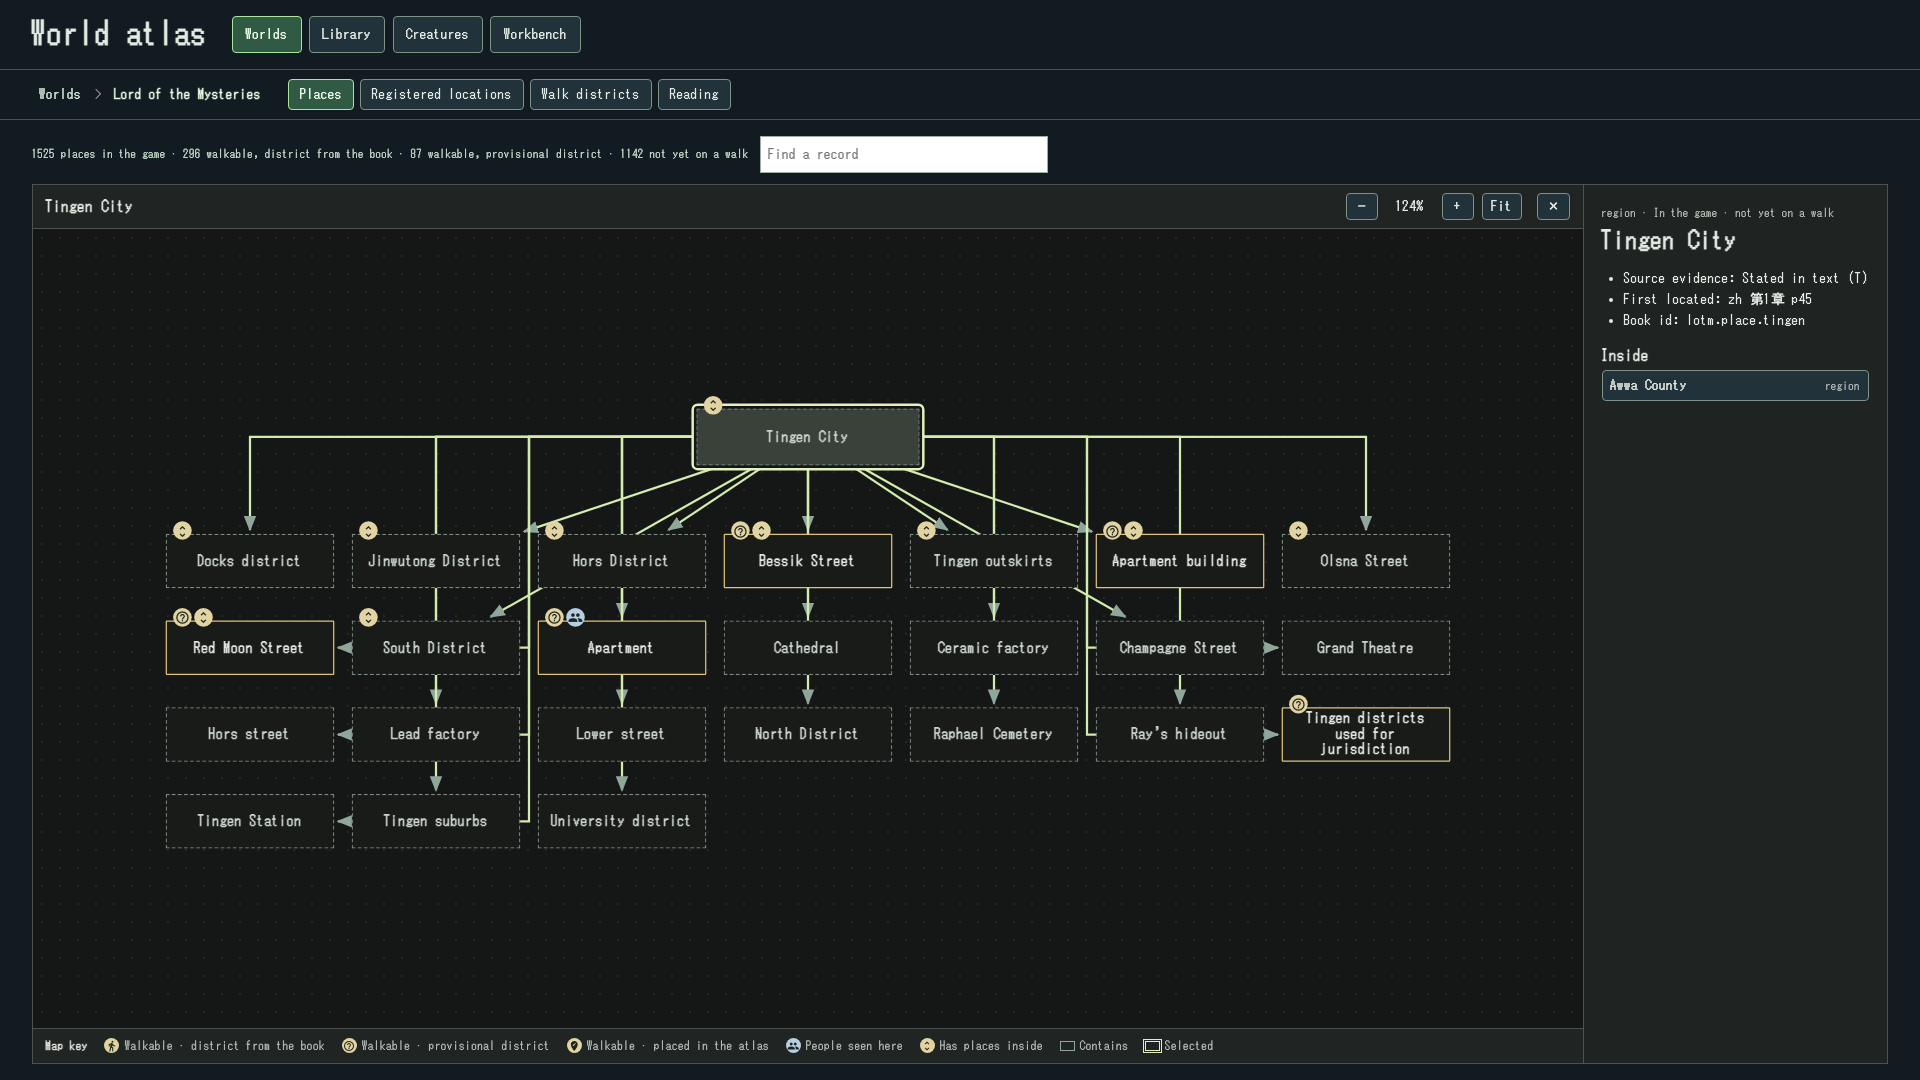 World atlas
Worlds
Library
Creatures
Workbench
Worlds
Lord of the Mysteries
Places
Registered locations
Walk districts
Reading
1525 places in the game · 296 walkable, district from the book · 87 walkable, provisional district · 1142 not yet on a walk
Find a record
Tingen City
−
124%
+
Fit
×
Tingen City
Docks district
Jinwutong District
Hors District
Bessik Street
Tingen outskirts
Apartment building
Olsna Street
Red Moon Street
South District
Apartment
Cathedral
Ceramic factory
Champagne Street
Grand Theatre
Hors street
Lead factory
Lower street
North District
Raphael Cemetery
Ray's hideout
Tingen districts
used for
jurisdiction
Tingen Station
Tingen suburbs
University district
Map key
Walkable · district from the book
Walkable · provisional district
Walkable · placed in the atlas
People seen here
Has places inside
Contains
Selected
region · In the game · not yet on a walk
Tingen City
• Source evidence: Stated in text (T)
• First located: zh 第1章 p45
• Book id: lotm.place.tingen
Inside
Awwa County
region